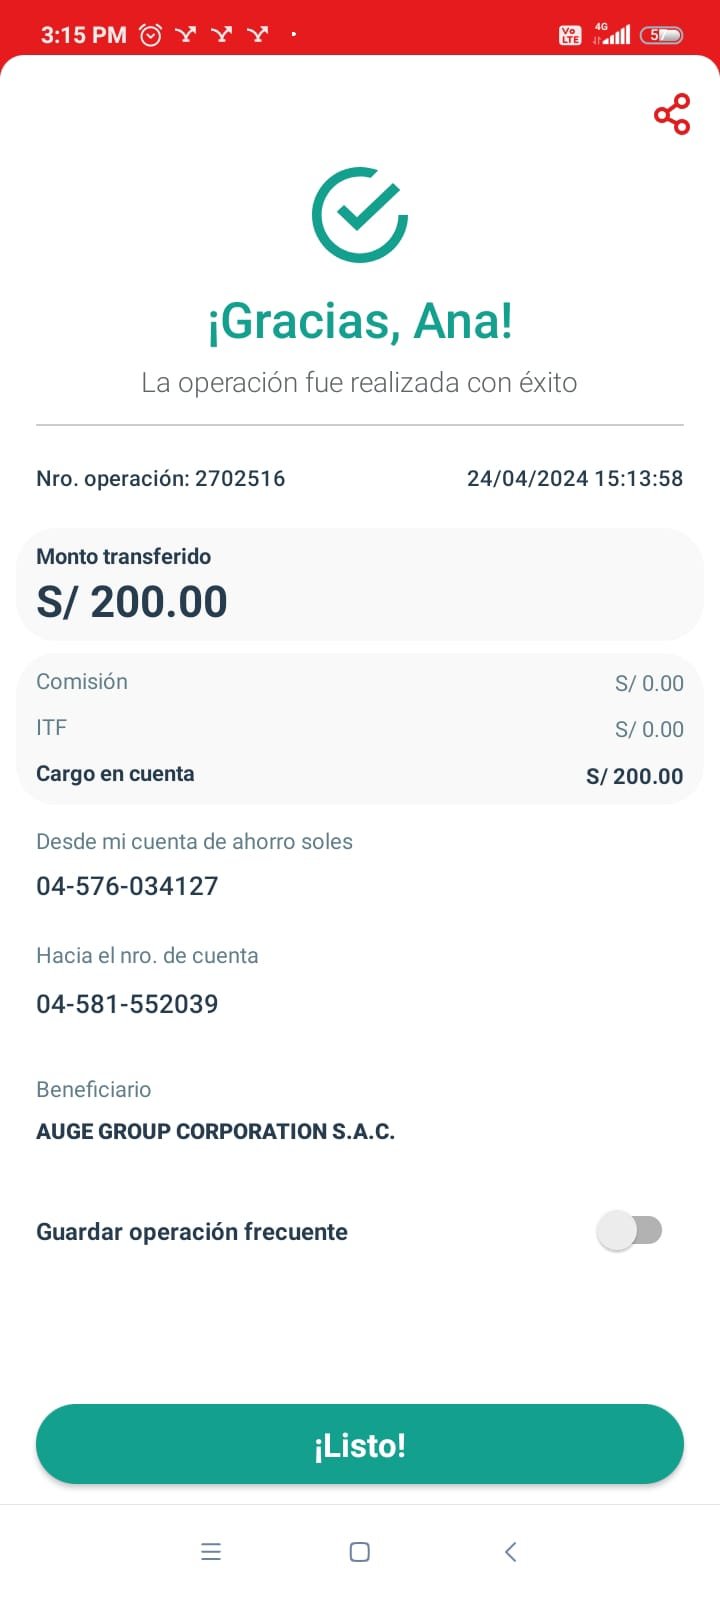 3:15 PM
Vo LTE 4G 57
¡Gracias, Ana!
La operación fue realizada con éxito
Nro. operación: 2702516 24/04/2024 15:13:58
Monto transferido
S/ 200.00
Comisión S/ 0.00
ITF S/ 0.00
Cargo en cuenta S/ 200.00
Desde mi cuenta de ahorro soles
04-576-034127
Hacia el nro. de cuenta
04-581-552039
Beneficiario
AUGE GROUP CORPORATION S.A.C.
Guardar operación frecuente
¡Listo!